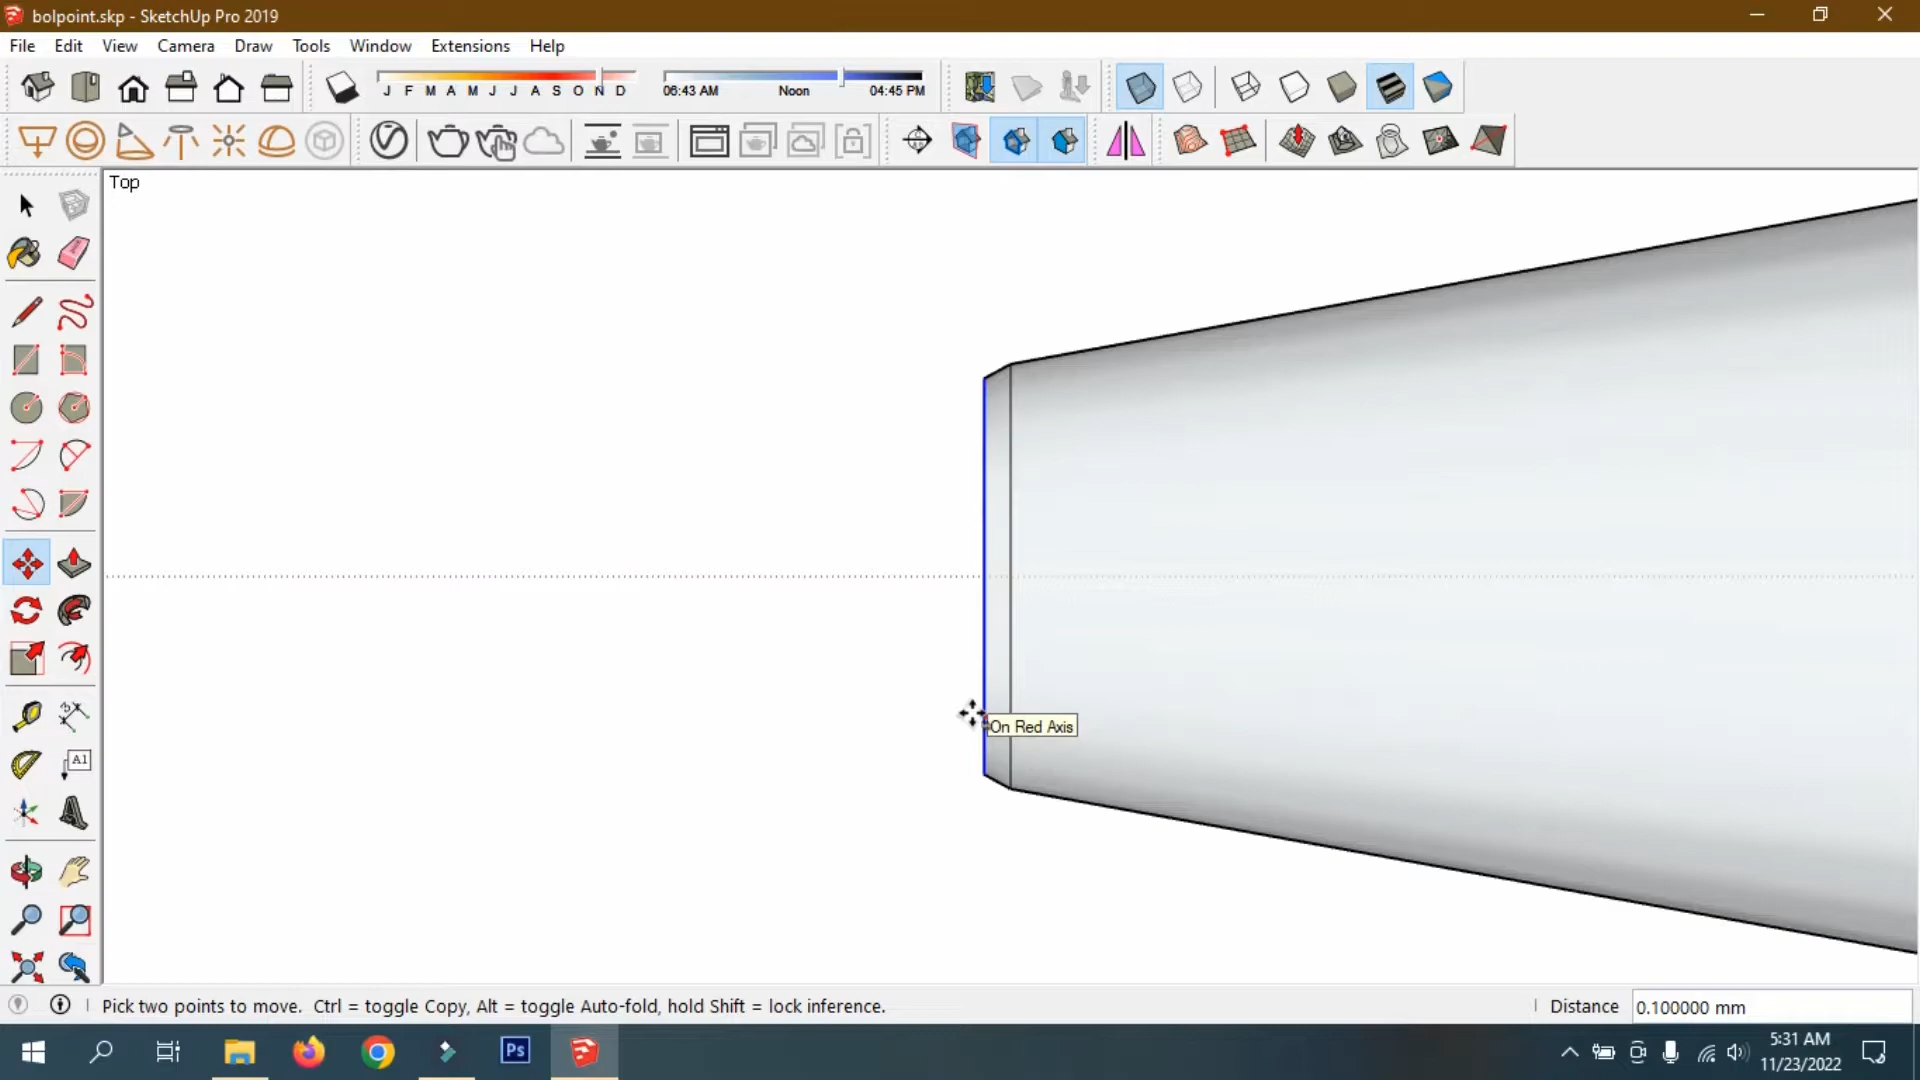 bolpoint.skp - SketchUp Pro 2019
File Edit View Camera Draw Tools Window Extensions Help
J F M A M J J A S O N D 06:43 AM Noon 04:45 PM
Top
On Red Axis
A1
Pick two points to move. Ctrl = toggle Copy, Alt = toggle Auto-fold, hold Shift = lock inference. Distance 0.100000 mm
Ps
5:31 AM
11/23/2022